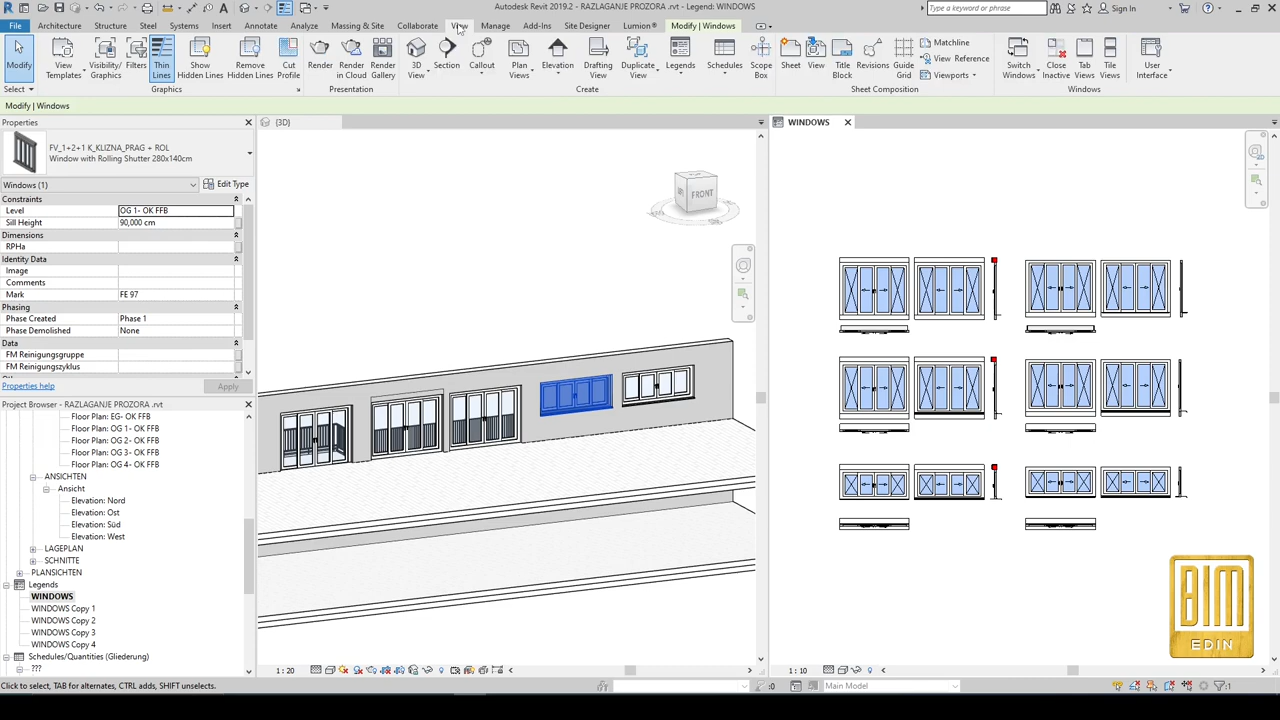 Autodesk Revit 2019.2 - RAZLAGANJE PROZORA .rvt - Legend: WINDOWS
Type a keyword or phrase
Sign In
File Architecture Structure Steel Systems Insert Annotate Analyze Massing & Site Collaborate View Manage Add-Ins Site Designer Lumion® Modify | Windows
Modify
View Templates
Visibility/ Graphics
Filters
Thin Lines
Show Hidden Lines
Remove Hidden Lines
Cut Profile
Render
Render in Cloud
Render Gallery
3D View
Section
Callout
Plan Views
Elevation
Drafting View
Duplicate View
Legends
Schedules
Scope Box
Sheet
View
Title Block
Revisions
Guide Grid
Matchline
View Reference
Viewports
Switch Windows
Close Inactive
Tab Views
Tile Views
User Interface
Select Graphics Presentation Create Sheet Composition Windows
Modify | Windows
Properties
FV_1+2+1 K_KLIZNA_PRAG + ROL
Window with Rolling Shutter 280x140cm
Windows (1) Edit Type
Constraints
Level OG 1- OK FFB
Sill Height 90,000 cm
Dimensions
RPHa
Identity Data
Image
Comments
Mark FE 97
Phasing
Phase Created Phase 1
Phase Demolished None
Data
FM Reinigungsgruppe
FM Reinigungszyklus
Properties help Apply
Project Browser - RAZLAGANJE PROZORA .rvt
Floor Plan: EG- OK FFB
Floor Plan: OG 1- OK FFB
Floor Plan: OG 2- OK FFB
Floor Plan: OG 3- OK FFB
Floor Plan: OG 4- OK FFB
ANSICHTEN
Ansicht
Elevation: Nord
Elevation: Ost
Elevation: Süd
Elevation: West
LAGEPLAN
SCHNITTE
PLANSICHTEN
Legends
WINDOWS
WINDOWS Copy 1
WINDOWS Copy 2
WINDOWS Copy 3
WINDOWS Copy 4
Schedules/Quantities (Gliederung)
???
{3D}
FRONT
WINDOWS
BIM
EDIN
1 : 20
1 : 10
Click to select, TAB for alternates, CTRL adds, SHIFT unselects.
:0
Main Model
:1